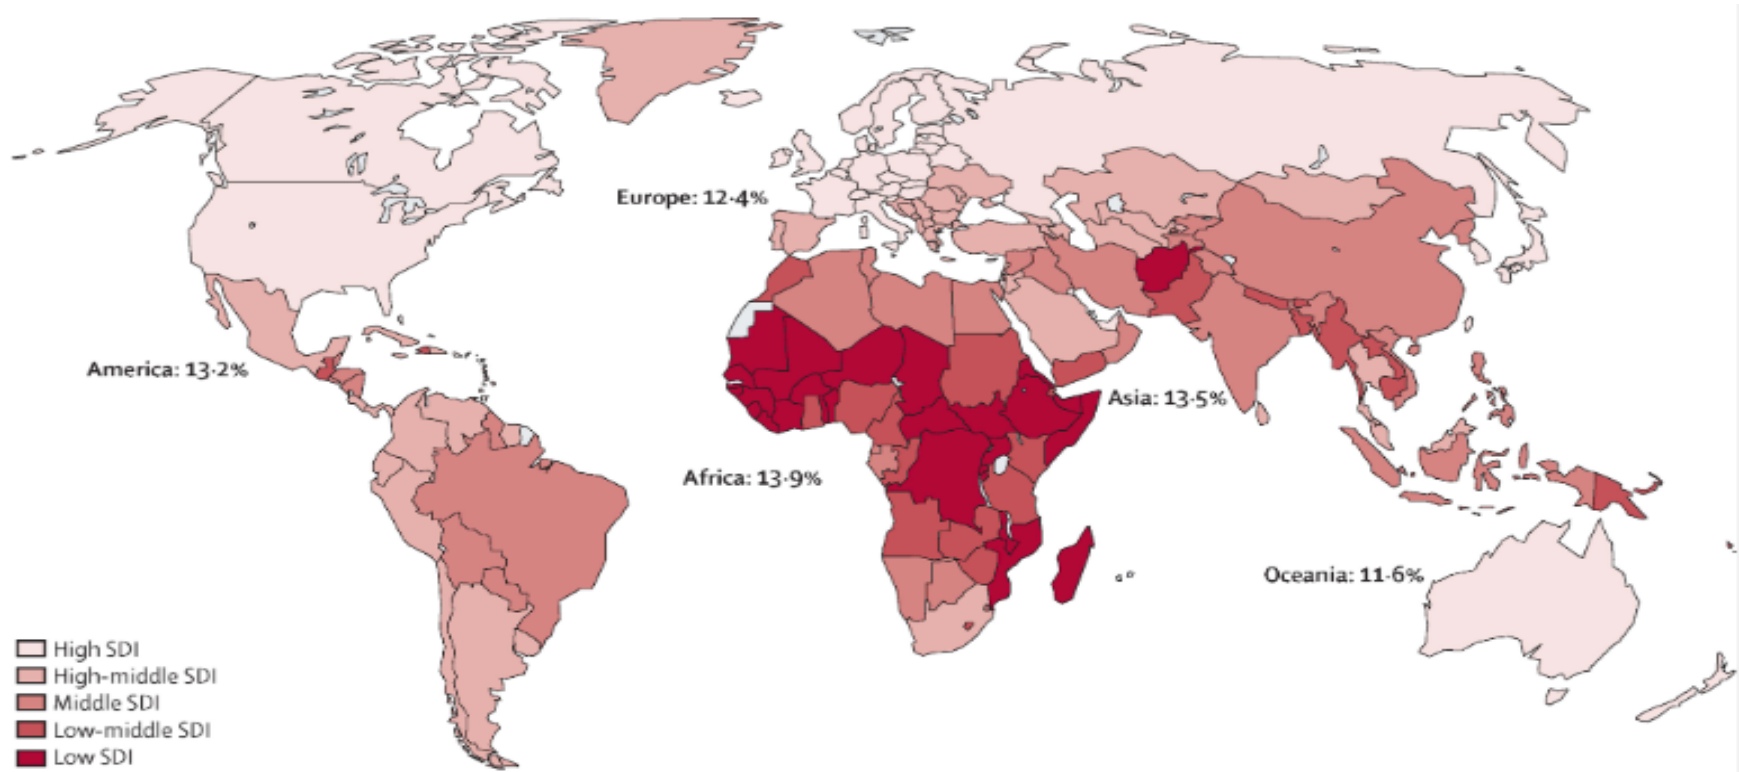 Europe: 12·4%
America: 13·2%
Asia: 13·5%
Africa: 13·9%
Oceania: 11·6%
High SDI
High-middle SDI
Middle SDI
Low-middle SDI
Low SDI